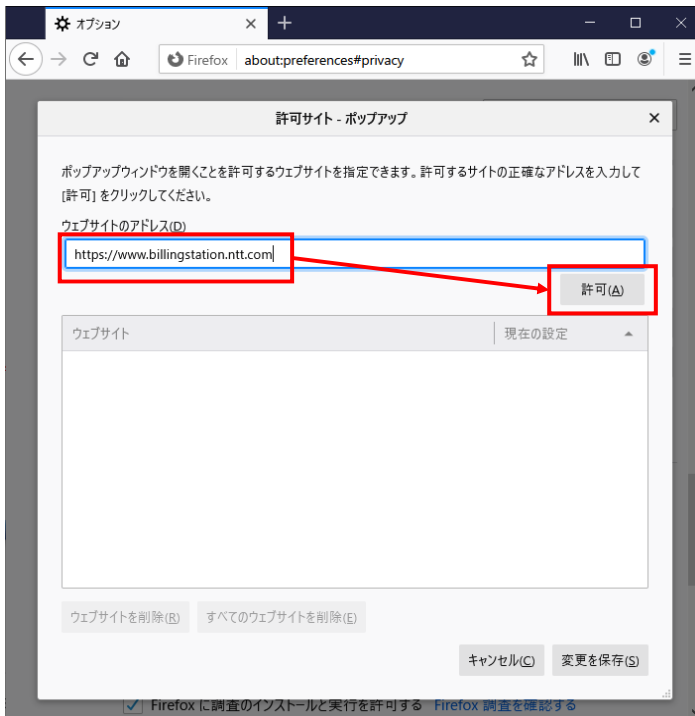 オプション
Firefox about:preferences#privacy
許可サイト - ポップアップ
ポップアップウィンドウを開くことを許可するウェブサイトを指定できます。許可するサイトの正確なアドレスを入力して
[許可] をクリックしてください。
ウェブサイトのアドレス(D)
https://www.billingstation.ntt.com
許可(A)
ウェブサイト 現在の設定
ウェブサイトを削除(R) すべてのウェブサイトを削除(E)
キャンセル(C) 変更を保存(S)
Firefox に調査のインストールと実行を許可する Firefox 調査を確認する